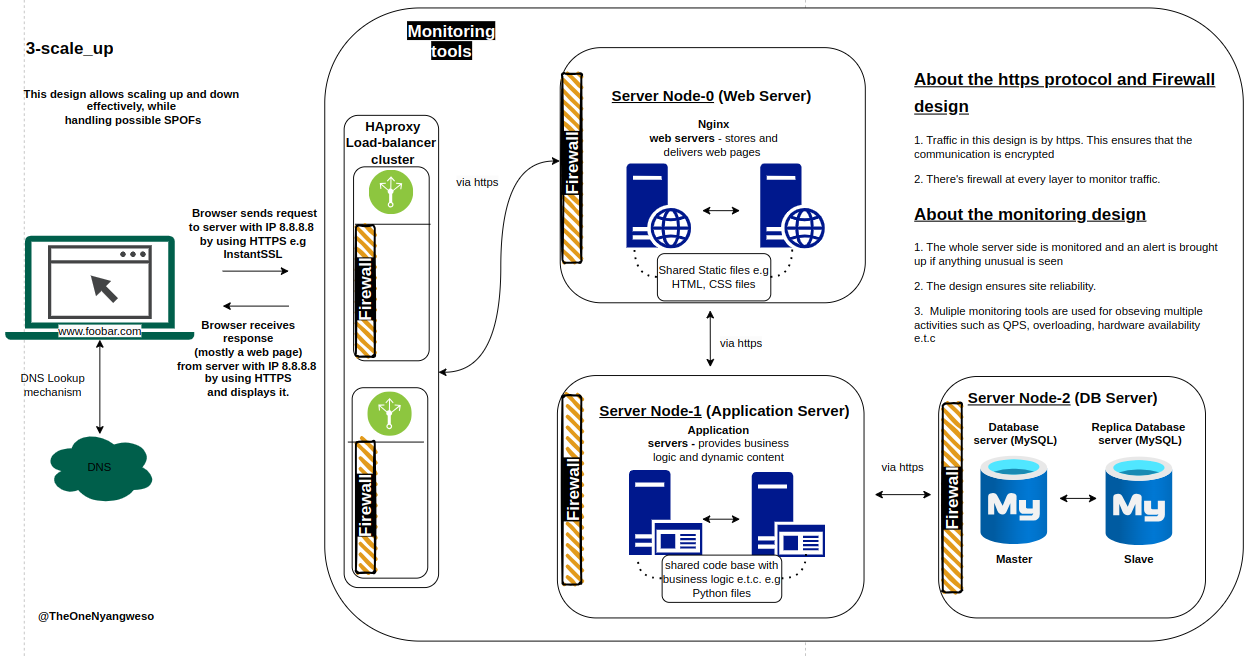 3-scale_up
This design allows scaling up and down
effectively, while
handling possible SPOFs
Browser sends request
to server with IP 8.8.8.8
by using HTTPS e.g
InstantSSL
Browser receives
response
(mostly a web page)
from server with IP 8.8.8.8
by using HTTPS
and displays it.
www.foobar.com
DNS Lookup
mechanism
DNS
@TheOneNyangweso
Monitoring
tools
HAproxy
Load-balancer
cluster
Firewall
Firewall
via https
Firewall
Server Node-0 (Web Server)
Nginx
web servers - stores and
delivers web pages
Shared Static files e.g
HTML, CSS files
via https
Firewall
Server Node-1 (Application Server)
Application
servers - provides business
logic and dynamic content
shared code base with
business logic e.t.c. e.g
Python files
via https
Firewall
Server Node-2 (DB Server)
Database
server (MySQL)
My
Master
Replica Database
server (MySQL)
My
Slave
About the https protocol and Firewall
design
1. Traffic in this design is by https. This ensures that the
communication is encrypted
2. There's firewall at every layer to monitor traffic.
About the monitoring design
1. The whole server side is monitored and an alert is brought
up if anything unusual is seen
2. The design ensures site reliability.
3.  Muliple monitoring tools are used for obseving multiple
activities such as QPS, overloading, hardware availability
e.t.c